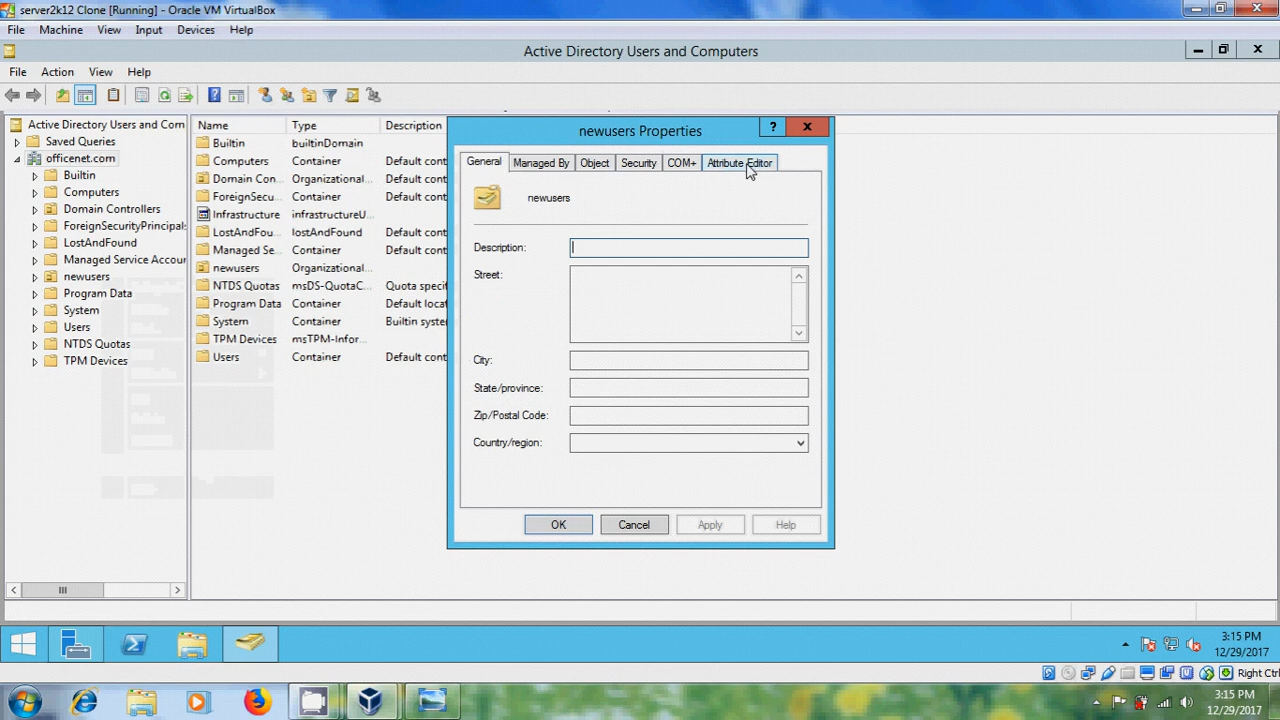 server2k12 Clone [Running] - Oracle VM VirtualBox
File Machine View Input Devices Help
Active Directory Users and Computers
File Action View Help
Active Directory Users and Com
Saved Queries
officenet.com
Builtin
Computers
Domain Controllers
ForeignSecurityPrincipals
LostAndFound
Managed Service Accour
newusers
Program Data
System
Users
NTDS Quotas
TPM Devices
Name Type Description
Builtin builtinDomain
Computers Container Default cont
Domain Con... Organizational... Default cont
ForeignSecu... Container Default cont
Infrastructure infrastructureU...
LostAndFou... lostAndFound Default cont
Managed Se... Container Default cont
newusers Organizational...
NTDS Quotas msDS-QuotaC... Quota specif
Program Data Container Default locat
System Container Builtin syster
TPM Devices msTPM-Infor...
Users Container Default cont
newusers Properties
? x
General Managed By Object Security COM+ Attribute Editor
newusers
Description:
Street:
City:
State/province:
Zip/Postal Code:
Country/region:
OK Cancel Apply Help
3:15 PM
12/29/2017
Right Ctrl
3:15 PM
12/29/2017